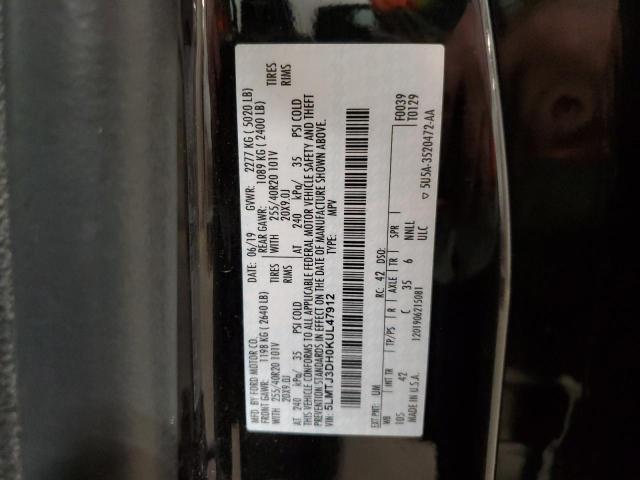 MFD. BY FORD MOTOR CO.
DATE: 06/19 GVWR: 2277 KG ( 5020 LB)
FRONT GAWR: 1198 KG ( 2640 LB) REAR GAWR: 1089 KG ( 2400 LB)
WITH 255/40R20 101V WITH 255/40R20 101V TIRES
20X9.0J 20X9.0J RIMS
AT 240 kPa/ 35 PSI COLD AT 240 kPa/ 35 PSI COLD
THIS VEHICLE CONFORMS TO ALL APPLICABLE FEDERAL MOTOR VEHICLE SAFETY AND THEFT
PREVENTION STANDARDS IN EFFECT ON THE DATE OF MANUFACTURE SHOWN ABOVE.
VIN: 5LMTJ3DH0KUL47912
TYPE: MPV
F0039
T0129
EXT PNT: UM RC: 42 DSO:
WB INT TR TP/PS R AXLE TR SPR
105 42 C 35 6 NNLL
ULC
1201906215081
MADE IN U.S.A. ▽ 5U5A-3520472-AA
TIRES
RIMS